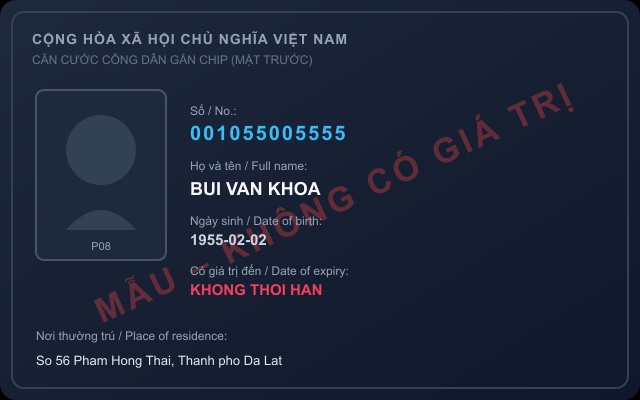 CỘNG HÒA XÃ HỘI CHỦ NGHĨA VIỆT NAM
CĂN CƯỚC CÔNG DÂN GẮN CHIP (MẶT TRƯỚC)
Số / No.:
001055005555
Họ và tên / Full name:
BUI VAN KHOA
Ngày sinh / Date of birth:
1955-02-02
Có giá trị đến / Date of expiry:
KHONG THOI HAN
P08
Nơi thường trú / Place of residence:
So 56 Pham Hong Thai, Thanh pho Da Lat
MẪU – KHÔNG CÓ GIÁ TRỊ